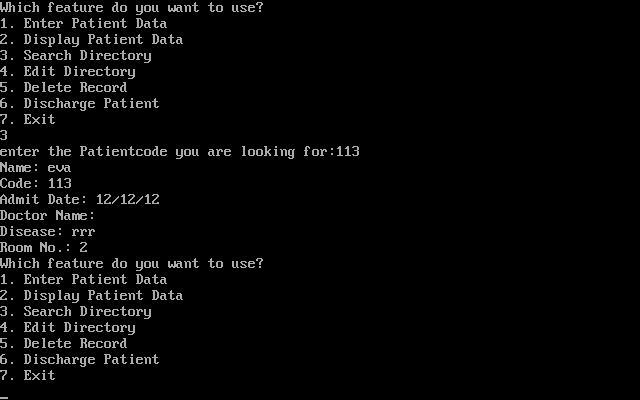 Which feature do you want to use?
1. Enter Patient Data
2. Display Patient Data
3. Search Directory
4. Edit Directory
5. Delete Record
6. Discharge Patient
7. Exit
3
enter the Patientcode you are looking for:113
Name: eva
Code: 113
Admit Date: 12/12/12
Doctor Name:
Disease: rrr
Room No.: 2
Which feature do you want to use?
1. Enter Patient Data
2. Display Patient Data
3. Search Directory
4. Edit Directory
5. Delete Record
6. Discharge Patient
7. Exit